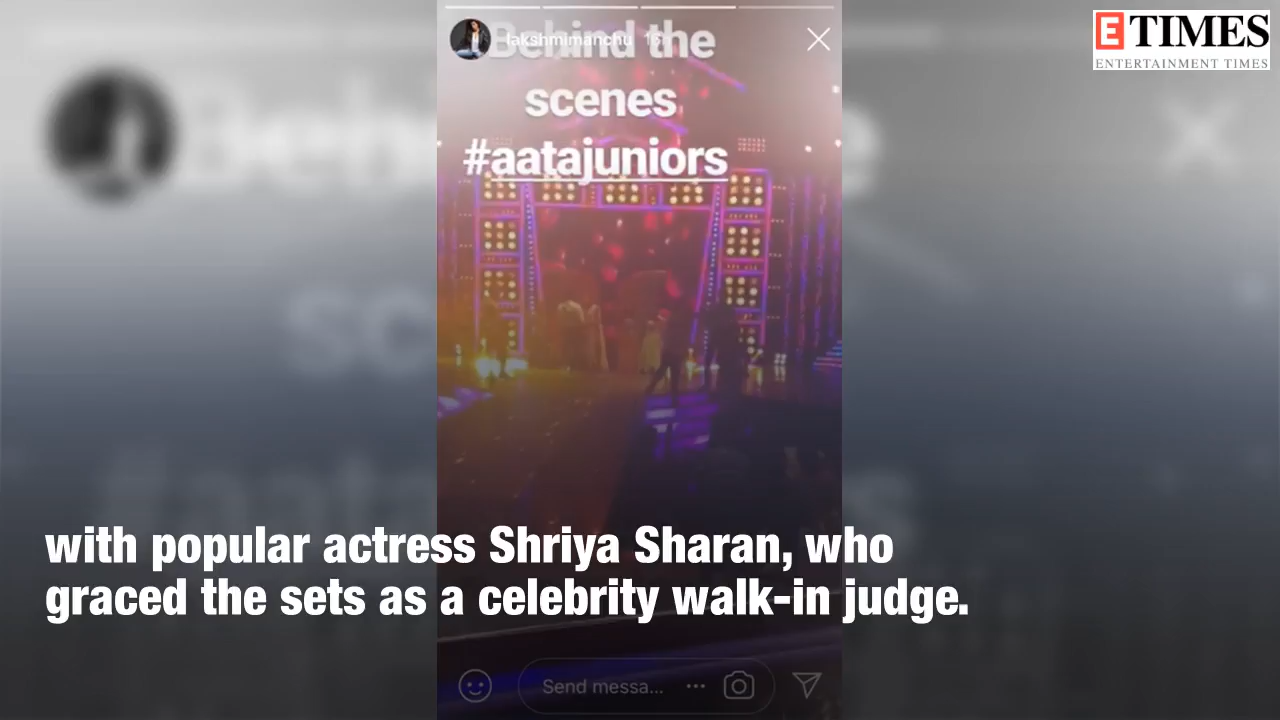 lakshmimanchu
Behind the
scenes
#aatajuniors
E TIMES
ENTERTAINMENT TIMES
with popular actress Shriya Sharan, who
graced the sets as a celebrity walk-in judge.
Send messa...